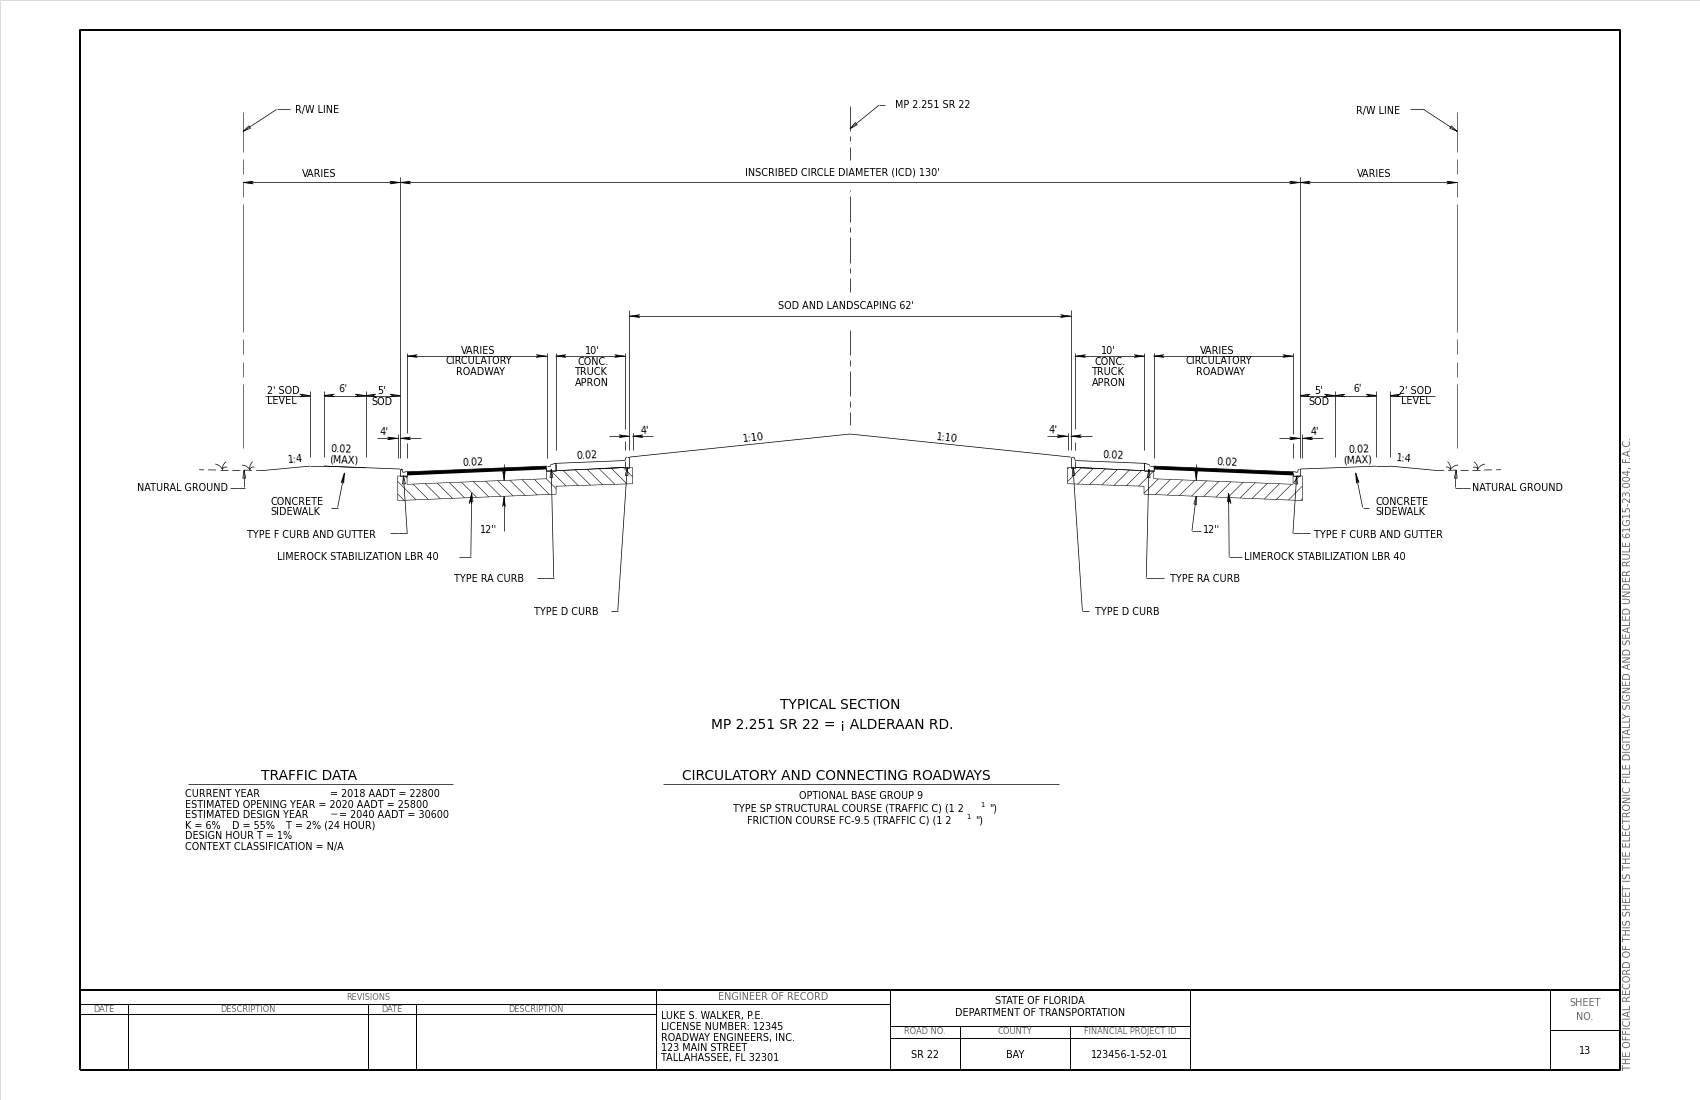 R/W LINE
MP 2.251 SR 22
R/W LINE
VARIES
INSCRIBED CIRCLE DIAMETER (ICD) 130'
VARIES
SOD AND LANDSCAPING 62'
VARIES
CIRCULATORY
ROADWAY
10'
CONC.
TRUCK
APRON
10'
CONC.
TRUCK
APRON
VARIES
CIRCULATORY
ROADWAY
2' SOD
LEVEL
6'
5'
SOD
5'
SOD
6'
2' SOD
LEVEL
4'
4'
4'
4'
1:4
0.02
(MAX)
0.02
0.02
1:10
1:10
0.02
0.02
0.02
(MAX)
1:4
NATURAL GROUND
CONCRETE
SIDEWALK
TYPE F CURB AND GUTTER
LIMEROCK STABILIZATION LBR 40
12"
TYPE RA CURB
TYPE D CURB
NATURAL GROUND
CONCRETE
SIDEWALK
12"
TYPE F CURB AND GUTTER
LIMEROCK STABILIZATION LBR 40
TYPE RA CURB
TYPE D CURB
TYPICAL SECTION
MP 2.251 SR 22 = ¡ ALDERAAN RD.
TRAFFIC DATA
CURRENT YEAR = 2018 AADT = 22800
ESTIMATED OPENING YEAR = 2020 AADT = 25800
ESTIMATED DESIGN YEAR = 2040 AADT = 30600
K = 6% D = 55% T = 2% (24 HOUR)
DESIGN HOUR T = 1%
CONTEXT CLASSIFICATION = N/A
CIRCULATORY AND CONNECTING ROADWAYS
OPTIONAL BASE GROUP 9
TYPE SP STRUCTURAL COURSE (TRAFFIC C) (1 2 1 ")
FRICTION COURSE FC-9.5 (TRAFFIC C) (1 2 1 ")
REVISIONS
DATE DESCRIPTION DATE DESCRIPTION
ENGINEER OF RECORD
LUKE S. WALKER, P.E.
LICENSE NUMBER: 12345
ROADWAY ENGINEERS, INC.
123 MAIN STREET
TALLAHASSEE, FL 32301
STATE OF FLORIDA
DEPARTMENT OF TRANSPORTATION
ROAD NO. COUNTY FINANCIAL PROJECT ID
SR 22 BAY 123456-1-52-01
SHEET
NO.
13
THE OFFICIAL RECORD OF THIS SHEET IS THE ELECTRONIC FILE DIGITALLY SIGNED AND SEALED UNDER RULE 61G15-23.004, F.A.C.